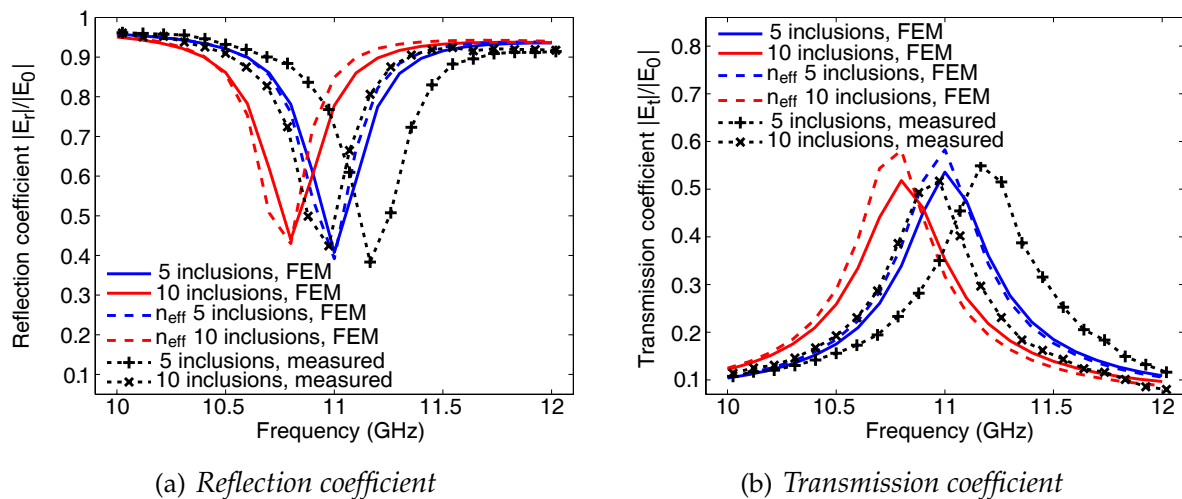 Reflection coefficient |Eᵣ|/|E₀|
1
0.9
0.8
0.7
0.6
0.5
0.4
0.3
0.2
0.1
5 inclusions, FEM
10 inclusions, FEM
n_eff 5 inclusions, FEM
n_eff 10 inclusions, FEM
5 inclusions, measured
10 inclusions, measured
10 10.5 11 11.5 12
Frequency (GHz)
(a) Reflection coefficient
Transmission coefficient |Eₜ|/|E₀|
0.8
0.7
0.6
0.5
0.4
0.3
0.2
0.1
5 inclusions, FEM
10 inclusions, FEM
n_eff 5 inclusions, FEM
n_eff 10 inclusions, FEM
5 inclusions, measured
10 inclusions, measured
10 10.5 11 11.5 12
Frequency (GHz)
(b) Transmission coefficient